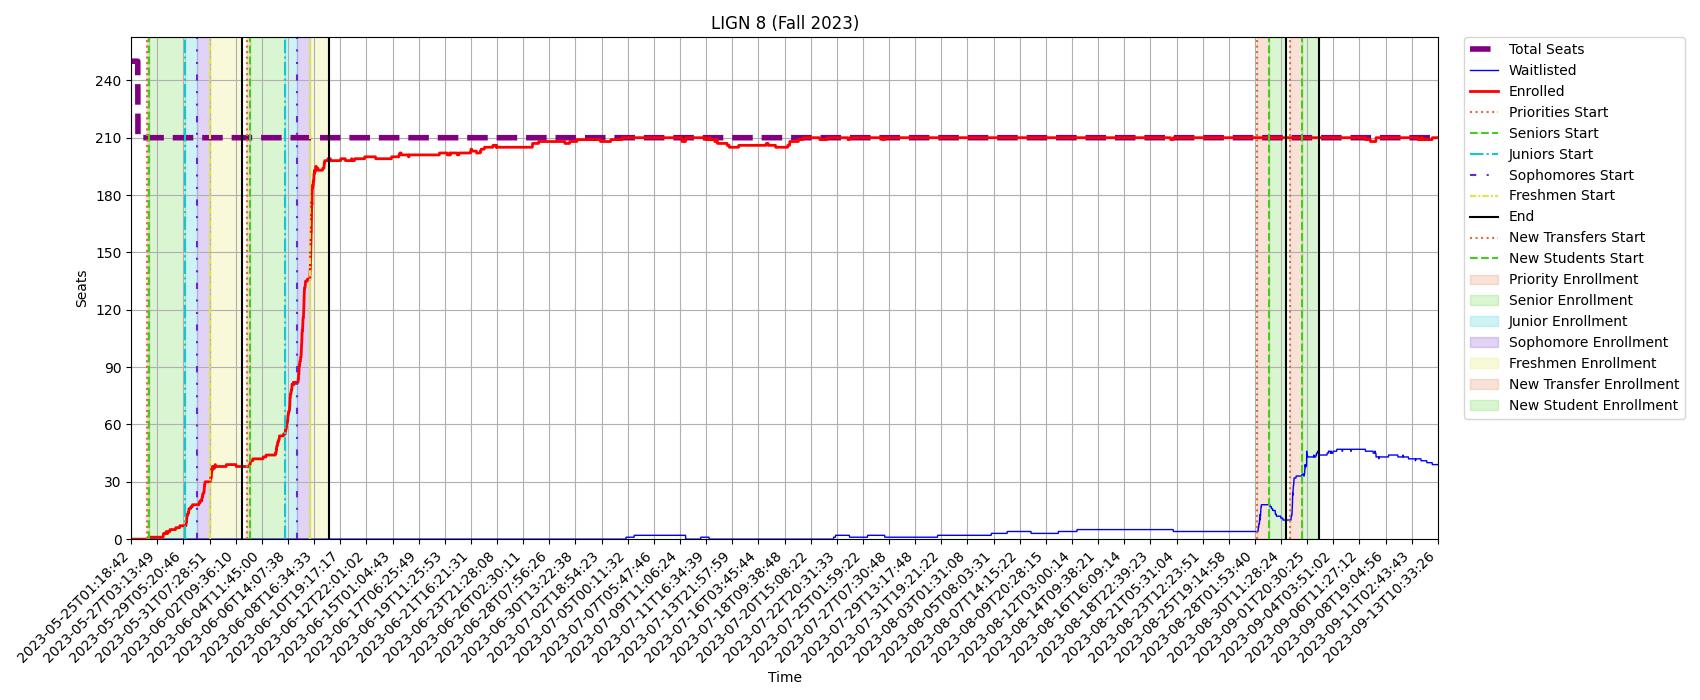 LIGN 8 (Fall 2023)
Seats
240
210
180
150
120
90
60
30
0
2023-05-25T01:18:42
2023-05-27T03:13:49
2023-05-29T05:20:46
2023-05-31T07:28:51
2023-06-02T09:36:10
2023-06-04T11:45:00
2023-06-06T14:07:38
2023-06-08T16:34:33
2023-06-10T19:17:17
2023-06-12T22:01:02
2023-06-15T01:04:43
2023-06-17T06:25:49
2023-06-19T11:25:53
2023-06-21T16:21:31
2023-06-23T21:28:08
2023-06-26T02:30:11
2023-06-28T07:56:26
2023-06-30T13:22:38
2023-07-02T18:54:23
2023-07-05T00:11:32
2023-07-07T05:47:46
2023-07-09T11:06:24
2023-07-11T16:34:39
2023-07-13T21:57:59
2023-07-16T03:45:44
2023-07-18T09:38:48
2023-07-20T15:08:22
2023-07-22T20:31:33
2023-07-25T01:59:22
2023-07-27T07:30:48
2023-07-29T13:17:48
2023-07-31T19:21:22
2023-08-03T01:31:08
2023-08-05T08:03:31
2023-08-07T14:15:22
2023-08-09T20:28:15
2023-08-12T03:00:14
2023-08-14T09:38:21
2023-08-16T16:09:14
2023-08-18T22:39:23
2023-08-21T05:31:04
2023-08-23T12:23:51
2023-08-25T19:14:58
2023-08-28T01:53:40
2023-08-30T11:28:24
2023-09-01T20:30:25
2023-09-04T03:51:02
2023-09-06T11:27:12
2023-09-08T19:04:56
2023-09-11T02:43:43
2023-09-13T10:33:26
Time
Total Seats
Waitlisted
Enrolled
Priorities Start
Seniors Start
Juniors Start
Sophomores Start
Freshmen Start
End
New Transfers Start
New Students Start
Priority Enrollment
Senior Enrollment
Junior Enrollment
Sophomore Enrollment
Freshmen Enrollment
New Transfer Enrollment
New Student Enrollment